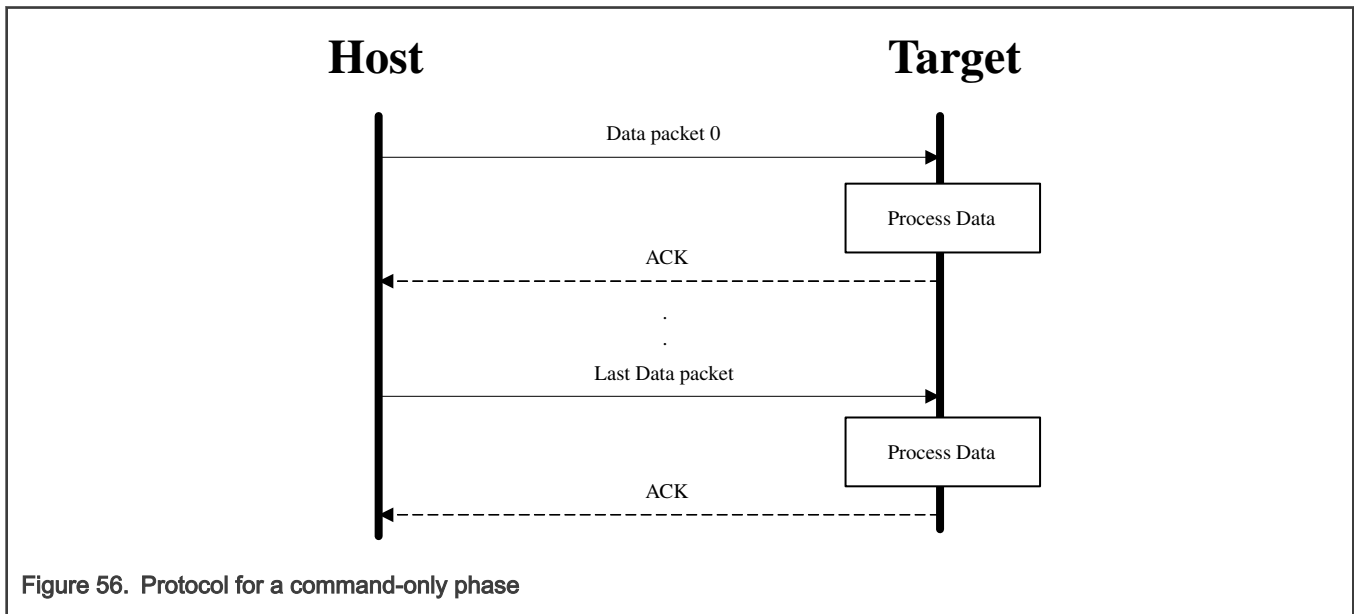 Host
Target
Data packet 0
Process Data
ACK
.
.
Last Data packet
Process Data
ACK
Figure 56. Protocol for a command-only phase